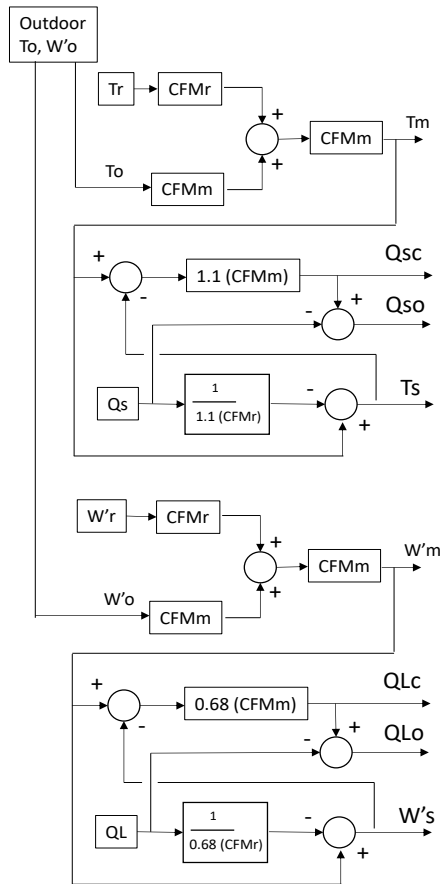 Outdoor
To, W'o
Tr
CFMr
+
+
CFMm
Tm
To
CFMm
+
-
1.1 (CFMm)
Qsc
+
-
Qso
Qs
1
1.1 (CFMr)
-
+
Ts
W'r
CFMr
+
+
CFMm
W'm
W'o
CFMm
+
-
0.68 (CFMm)
QLc
+
-
QLo
QL
1
0.68 (CFMr)
-
+
W's